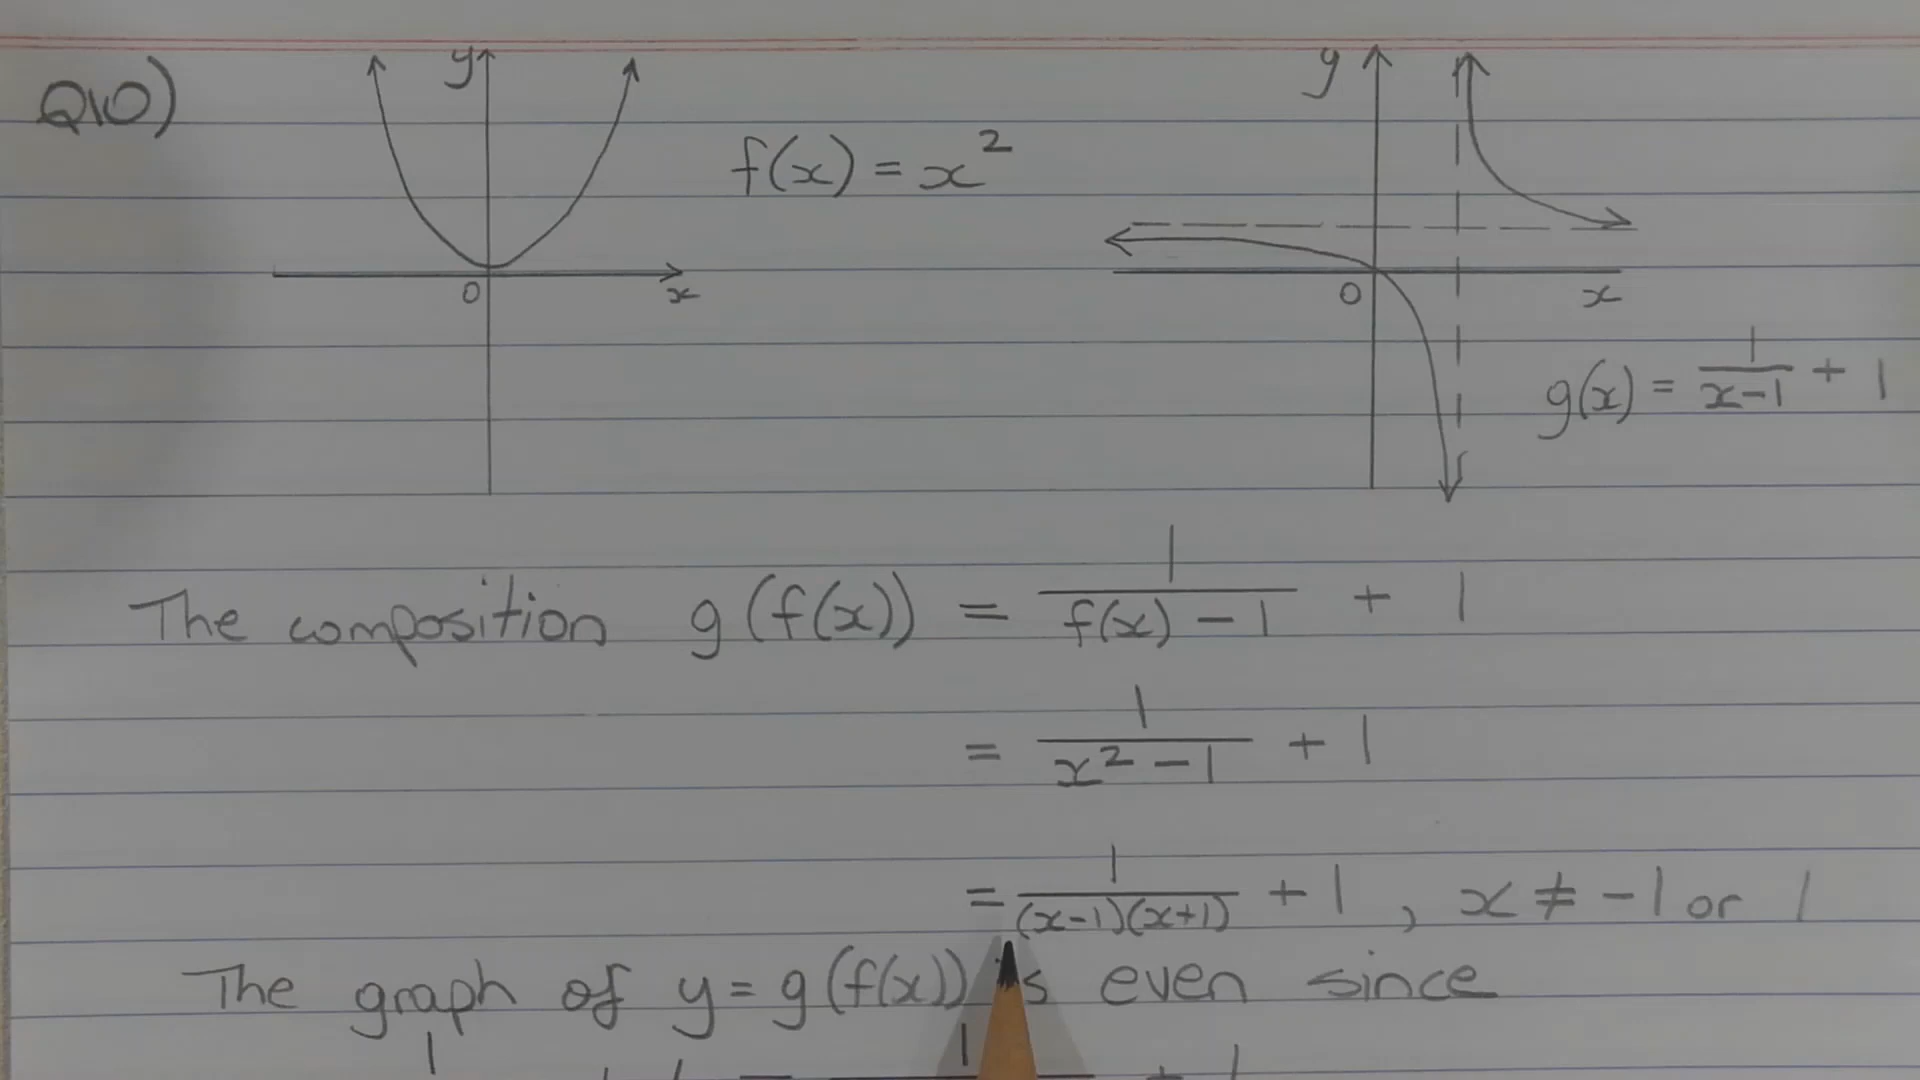 Q10)
y
f(x) = x²
0
x
y
0
x
g(x) = 1/(x-1) + 1
The composition g(f(x)) = 1/(f(x) - 1) + 1
= 1/(x² - 1) + 1
= 1/((x-1)(x+1)) + 1 , x ≠ -1 or 1
The graph of y = g(f(x)) is even since